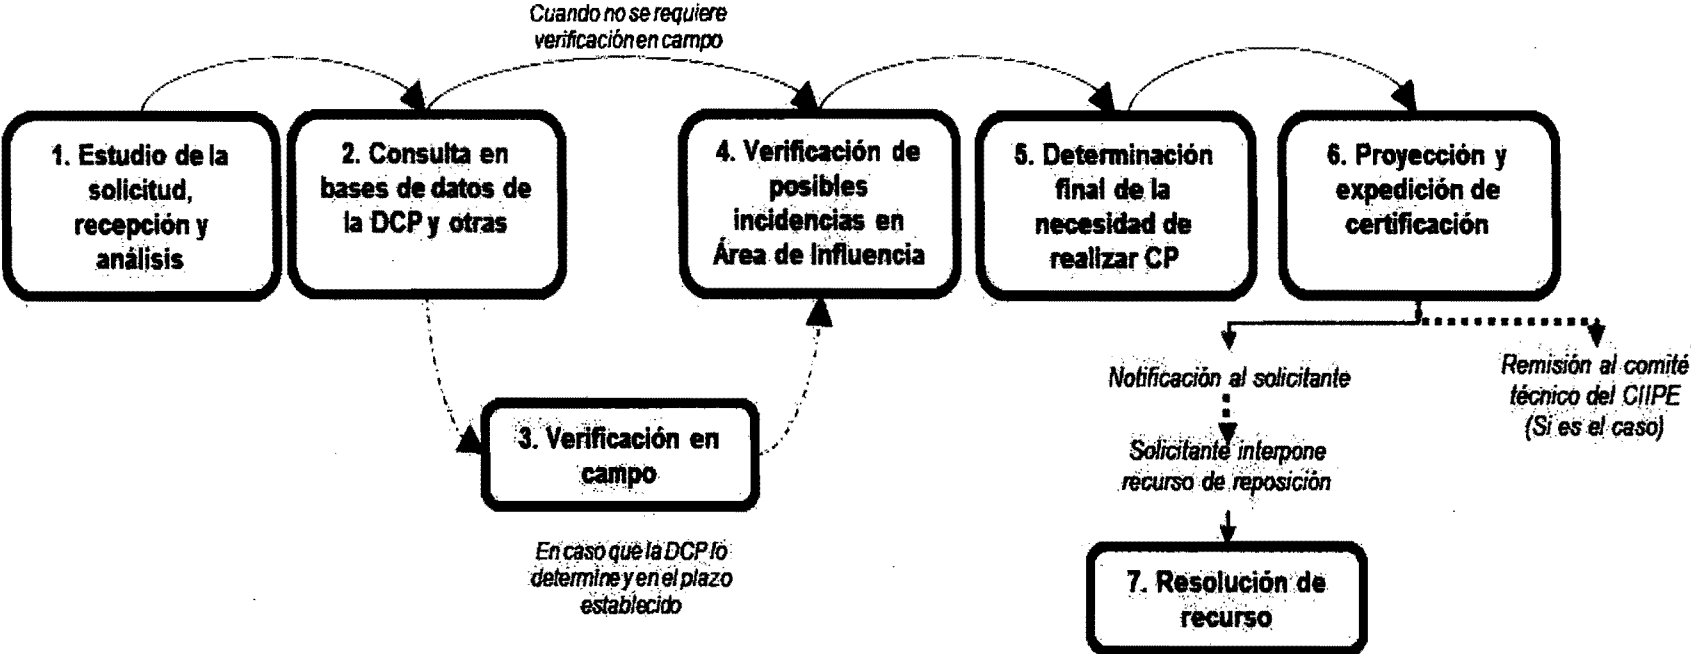 Cuando no se requiere
verificación en campo
1. Estudio de la
solicitud,
recepción y
análisis
2. Consulta en
bases de datos de
la DCP y otras
4. Verificación de
posibles
incidencias en
Área de Influencia
5. Determinación
final de la
necesidad de
realizar CP
6. Proyección y
expedición de
certificación
3. Verificación en
campo
En caso que la DCP lo
determine y en el plazo
establecido
Notificación al solicitante
Solicitante interpone
recurso de reposición
7. Resolución de
recurso
Remisión al comité
técnico del CIIPE
(Si es el caso)